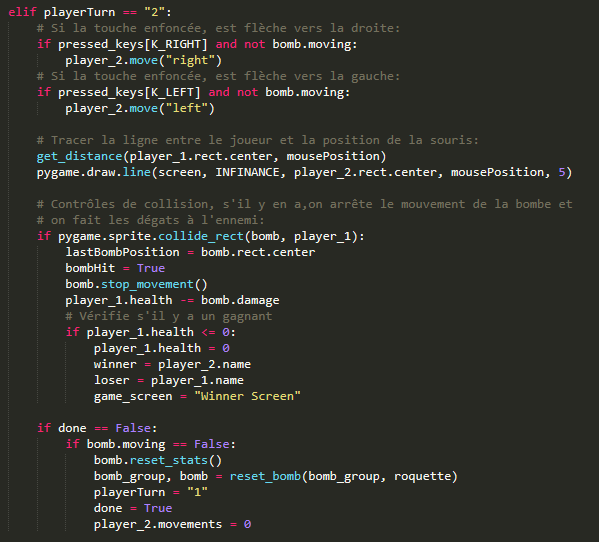 elif playerTurn == "2":
# Si la touche enfoncée, est flèche vers la droite:
if pressed_keys[K_RIGHT] and not bomb.moving:
player_2.move("right")
# Si la touche enfoncée, est flèche vers la gauche:
if pressed_keys[K_LEFT] and not bomb.moving:
player_2.move("left")
# Tracer la ligne entre le joueur et la position de la souris:
get_distance(player_1.rect.center, mousePosition)
pygame.draw.line(screen, INFINANCE, player_2.rect.center, mousePosition, 5)
# Contrôles de collision, s'il y en a,on arrête le mouvement de la bombe et
# on fait les dégats à l'ennemi:
if pygame.sprite.collide_rect(bomb, player_1):
lastBombPosition = bomb.rect.center
bombHit = True
bomb.stop_movement()
player_1.health -= bomb.damage
# Vérifie s'il y a un gagnant
if player_1.health <= 0:
player_1.health = 0
winner = player_2.name
loser = player_1.name
game_screen = "Winner Screen"
if done == False:
if bomb.moving == False:
bomb.reset_stats()
bomb_group, bomb = reset_bomb(bomb_group, roquette)
playerTurn = "1"
done = True
player_2.movements = 0